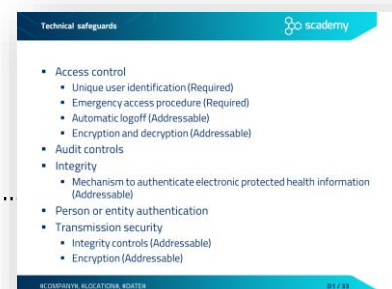 Technical safeguards
scademy
Access control
Unique user identification (Required)
Emergency access procedure (Required)
Automatic logoff (Addressable)
Encryption and decryption (Addressable)
Audit controls
Integrity
Mechanism to authenticate electronic protected health information
(Addressable)
Person or entity authentication
Transmission security
Integrity controls (Addressable)
Encryption (Addressable)
#COMPANY#, #LOCATION#, #DATE#
D1 / 33